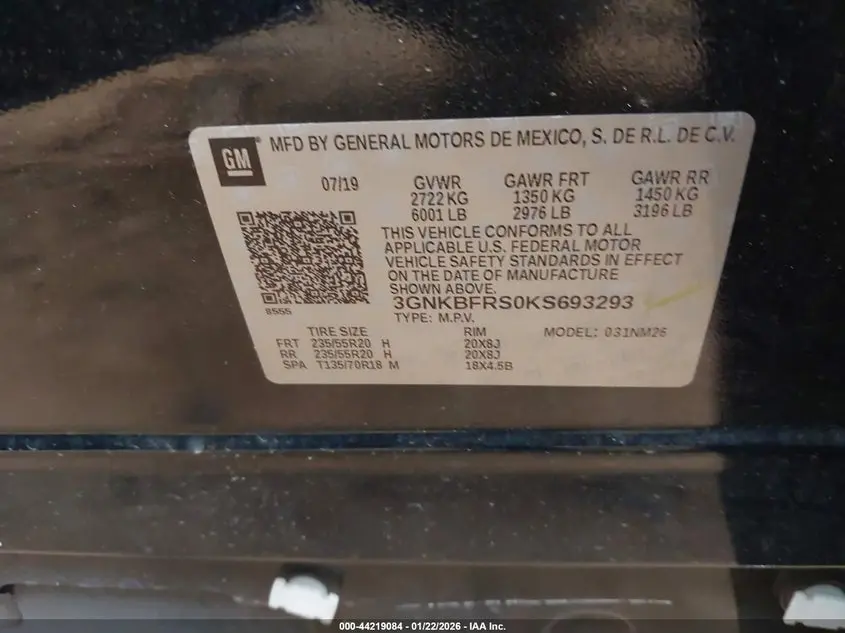 GM
MFD BY GENERAL MOTORS DE MEXICO, S. DE R.L. DE C.V.
07/19 GVWR GAWR FRT GAWR RR
2722 KG 1350 KG 1450 KG
6001 LB 2976 LB 3196 LB
THIS VEHICLE CONFORMS TO ALL
APPLICABLE U.S. FEDERAL MOTOR
VEHICLE SAFETY STANDARDS IN EFFECT
ON THE DATE OF MANUFACTURE
SHOWN ABOVE.
3GNKBFRS0KS693293
8555
TYPE: M.P.V.
TIRE SIZE RIM MODEL: 031NM26
FRT 235/55R20 H 20X8J
RR 235/55R20 H 20X8J
SPA T135/70R18 M 18X4.5B
000-44219084 - 01/22/2026 - IAA Inc.